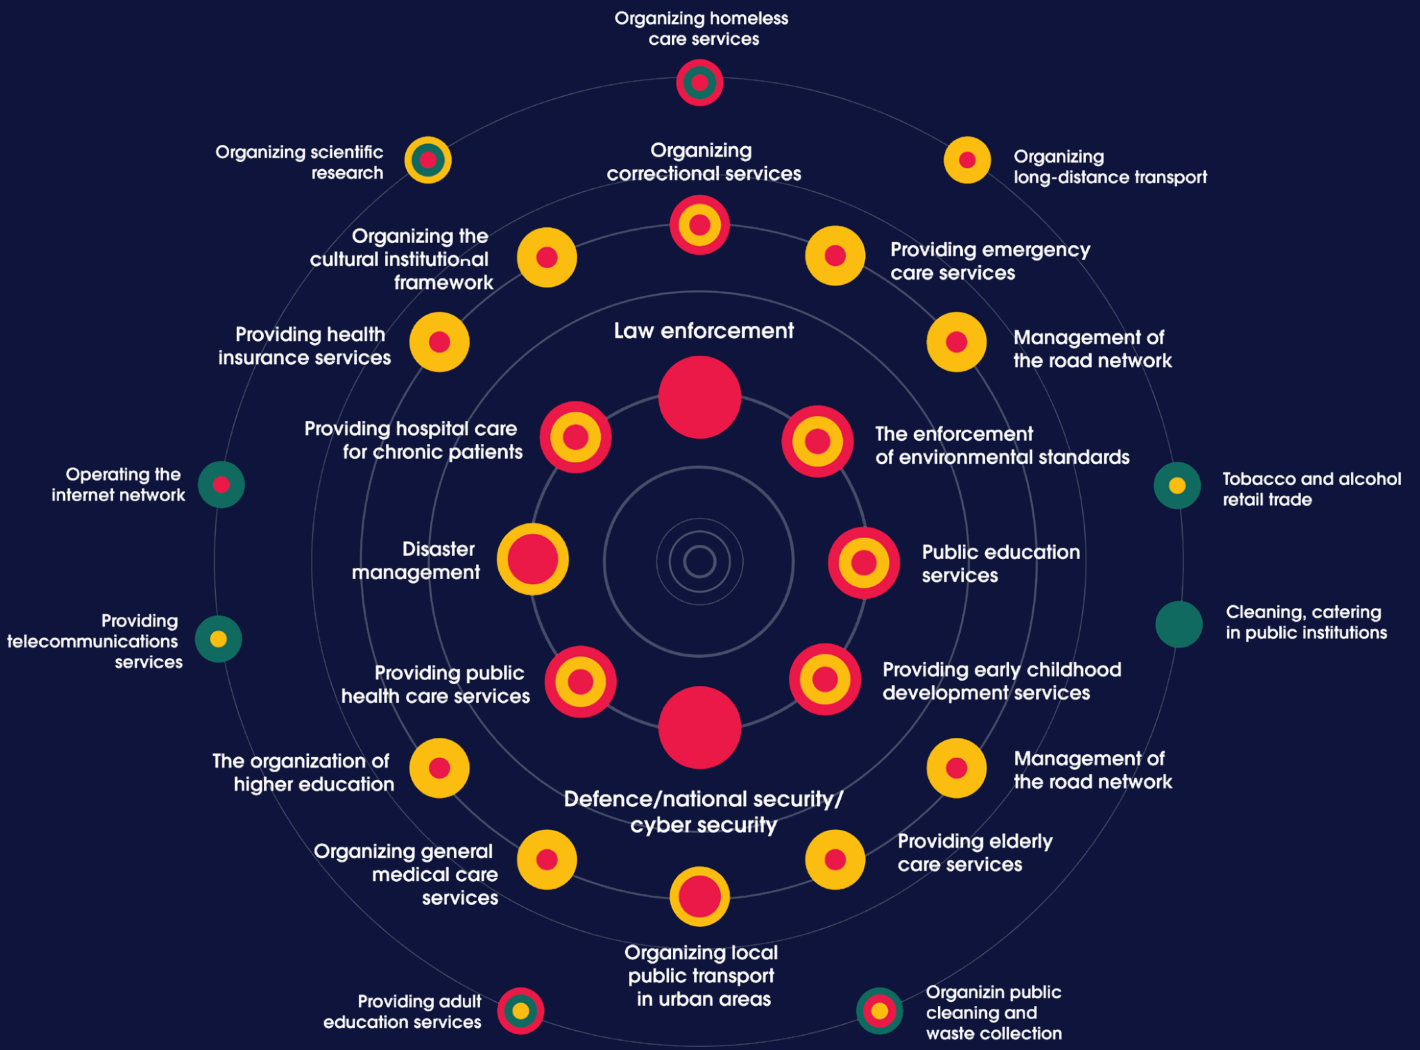 Organizing homeless
care services
Organizing scientific
research
Organizing
correctional services
Organizing
long-distance transport
Organizing the
cultural institutional
framework
Providing emergency
care services
Providing health
insurance services
Law enforcement
Management of
the road network
Providing hospital care
for chronic patients
The enforcement
of environmental standards
Operating the
internet network
Tobacco and alcohol
retail trade
Disaster
management
Public education
services
Providing
telecommunications
services
Cleaning, catering
in public institutions
Providing public
health care services
Providing early childhood
development services
The organization of
higher education
Defence/national security/
cyber security
Management of
the road network
Organizing general
medical care
services
Providing elderly
care services
Organizing local
public transport
in urban areas
Providing adult
education services
Organizin public
cleaning and
waste collection